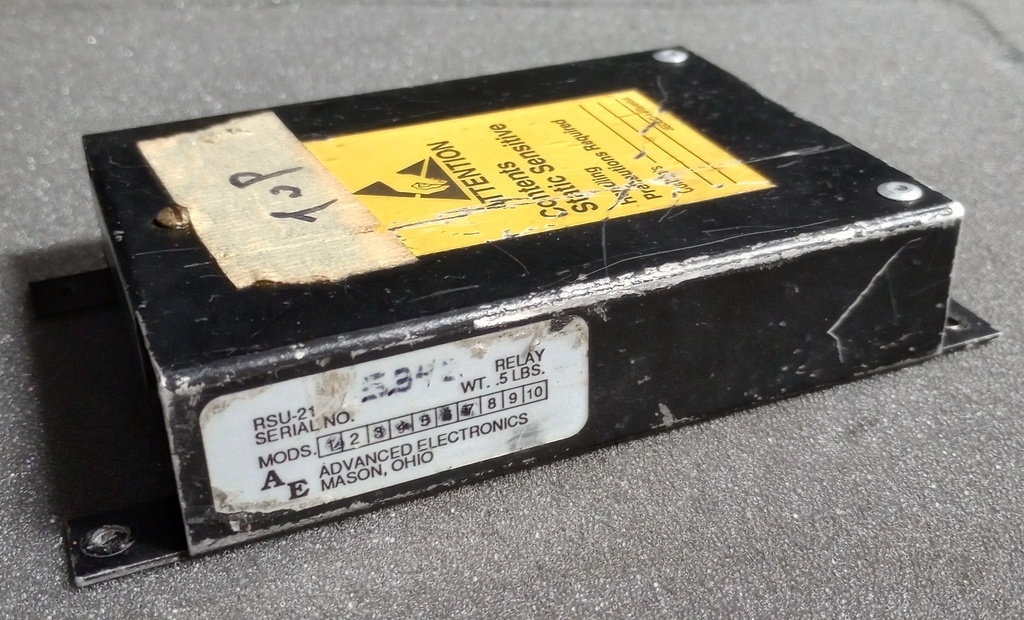 ATTENTION
Contents
Static Sensitive
Handling
Precautions Required
RSU-21 RELAY
SERIAL NO. WT. .5 LBS.
MODS. 1 2 3 4 5 6 7 8 9 10
AE ADVANCED ELECTRONICS
MASON, OHIO